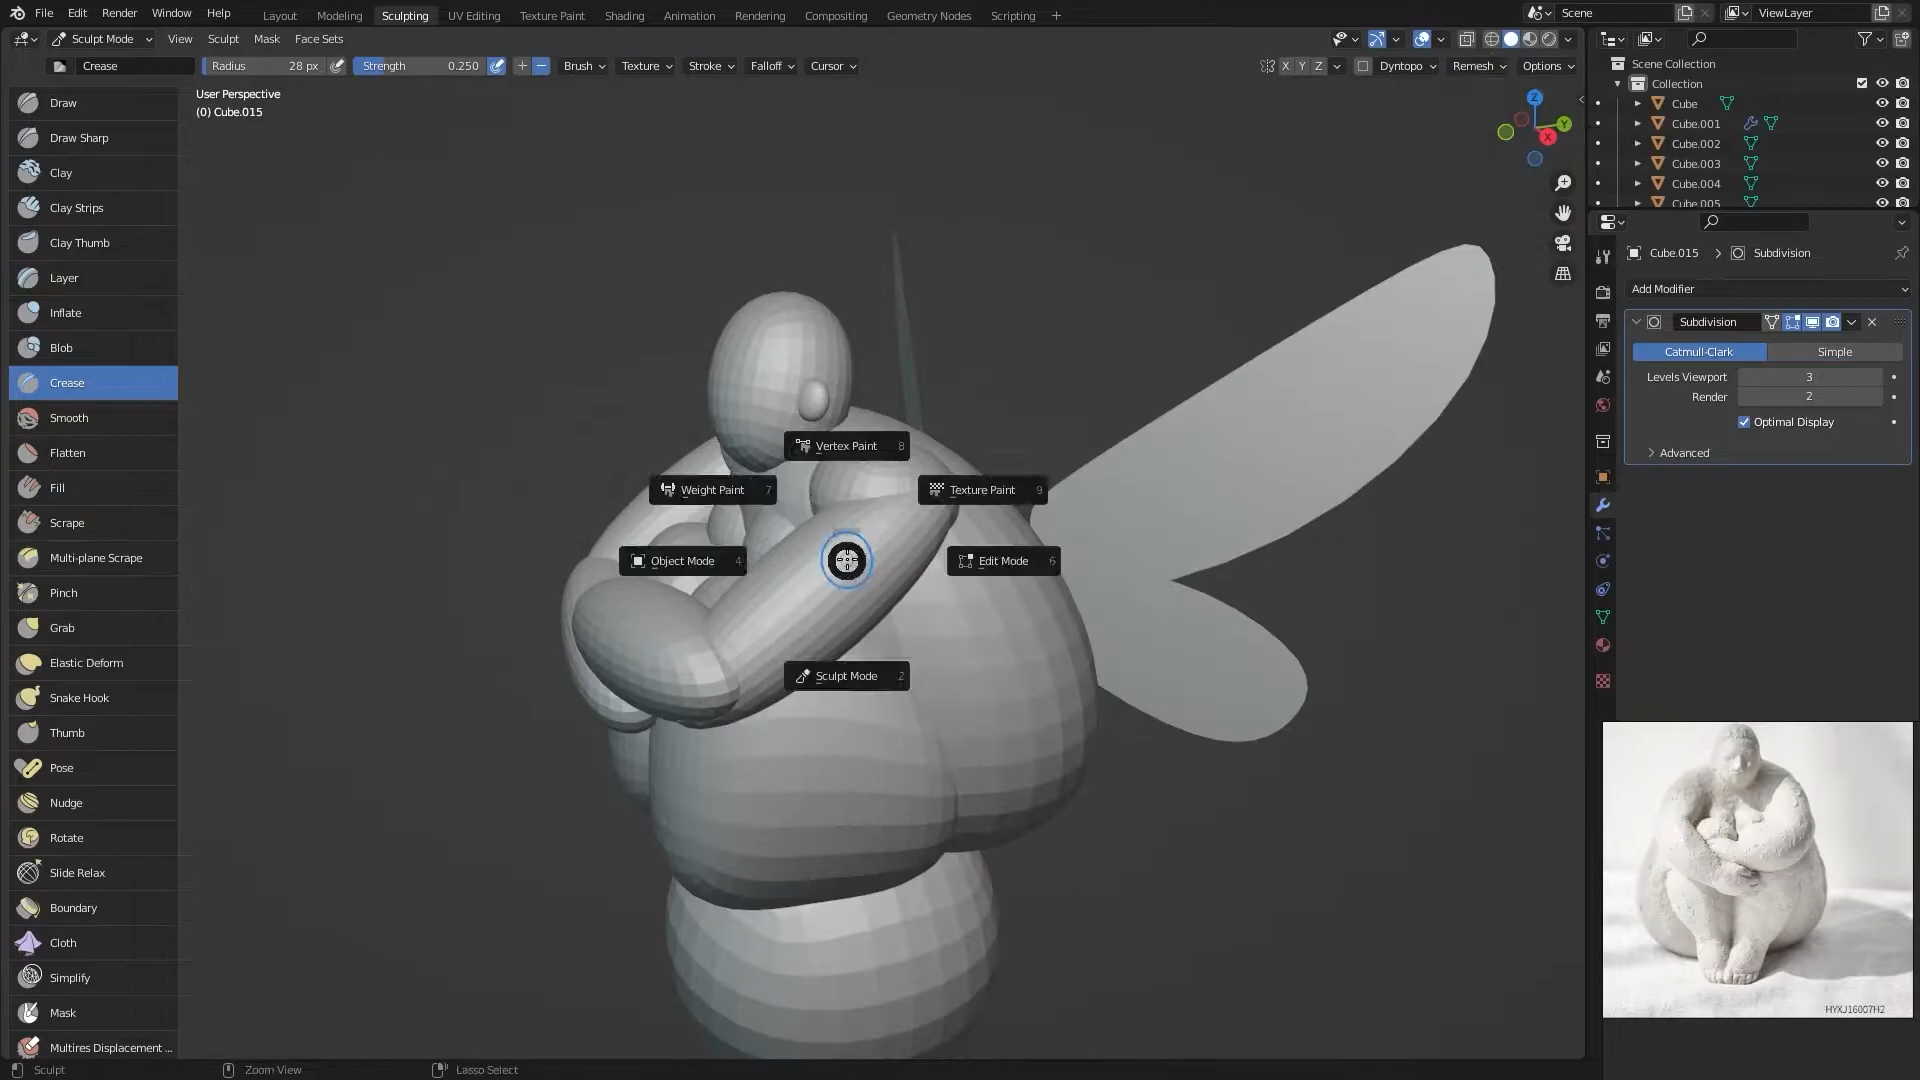 File Edit Render Window Help
Layout Modeling Sculpting UV Editing Texture Paint Shading Animation Rendering Compositing Geometry Nodes Scripting +
Scene
ViewLayer
Sculpt Mode View Sculpt Mask Face Sets
Crease
Radius 28 px
Strength 0.250
Brush Texture Stroke Falloff Cursor
X Y Z
Dyntopo Remesh Options
User Perspective
(0) Cube.015
Z
Y
X
Draw
Draw Sharp
Clay
Clay Strips
Clay Thumb
Layer
Inflate
Blob
Crease
Smooth
Flatten
Fill
Scrape
Multi-plane Scrape
Pinch
Grab
Elastic Deform
Snake Hook
Thumb
Pose
Nudge
Rotate
Slide Relax
Boundary
Cloth
Simplify
Mask
Multires Displacement ...
Vertex Paint 8
Weight Paint 7
Texture Paint 9
Object Mode 4
Edit Mode 6
Sculpt Mode 2
Scene Collection
Collection
Cube
Cube.001
Cube.002
Cube.003
Cube.004
Cube.005
Cube.015 > Subdivision
Add Modifier
Subdivision
Catmull-Clark Simple
Levels Viewport 3
Render 2
Optimal Display
Advanced
HYXJ16007H2
Sculpt
Zoom View
Lasso Select